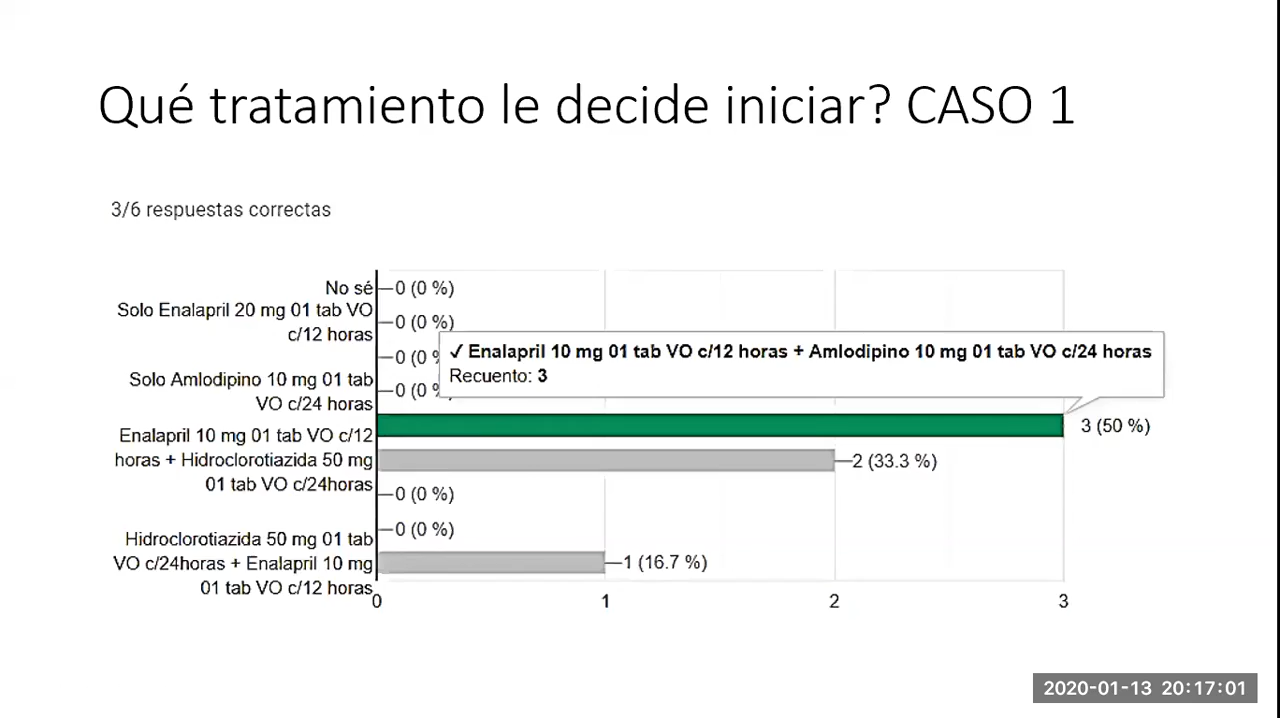 Qué tratamiento le decide iniciar? CASO 1
3/6 respuestas correctas
No sé
0 (0 %)
Solo Enalapril 20 mg 01 tab VO
c/12 horas
0 (0 %)
✓ Enalapril 10 mg 01 tab VO c/12 horas + Amlodipino 10 mg 01 tab VO c/24 horas
Recuento: 3
0 (0 %
Solo Amlodipino 10 mg 01 tab
VO c/24 horas
0 (0 %
3 (50 %)
Enalapril 10 mg 01 tab VO c/12
horas + Hidroclorotiazida 50 mg
01 tab VO c/24horas
2 (33.3 %)
0 (0 %)
0 (0 %)
Hidroclorotiazida 50 mg 01 tab
VO c/24horas + Enalapril 10 mg
01 tab VO c/12 horas
1 (16.7 %)
0
1
2
3
2020-01-13 20:17:01